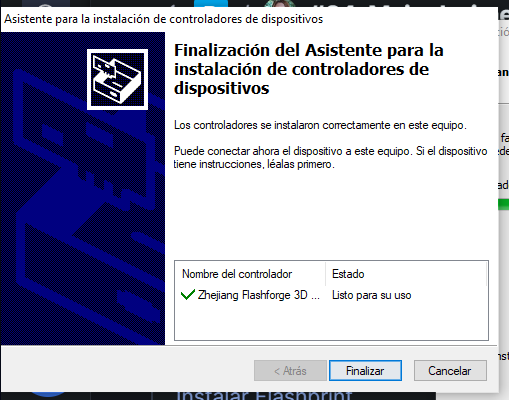 Asistente para la instalación de controladores de dispositivos
Finalización del Asistente para la
instalación de controladores de
dispositivos
Los controladores se instalaron correctamente en este equipo.
Puede conectar ahora el dispositivo a este equipo. Si el dispositivo
tiene instrucciones, léalas primero.
Nombre del controlador Estado
Zhejiang Flashforge 3D ... Listo para su uso
< Atrás Finalizar Cancelar
Instalar Flashprint